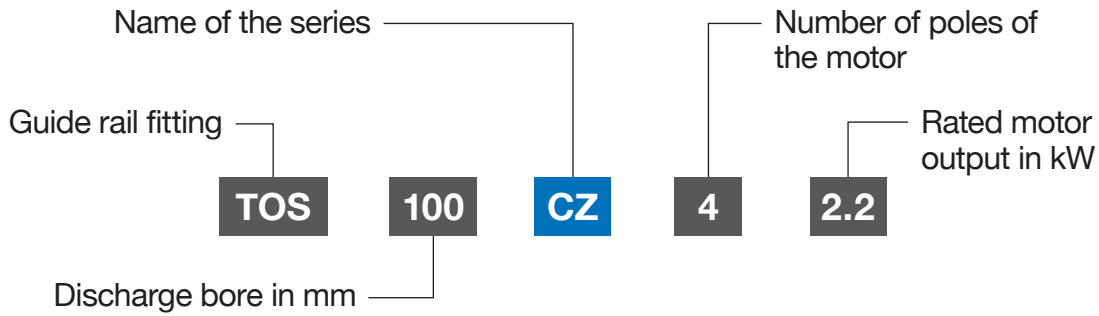 Name of the series
Number of poles of
the motor
Guide rail fitting
Rated motor
output in kW
TOS 100 CZ 4 2.2
Discharge bore in mm